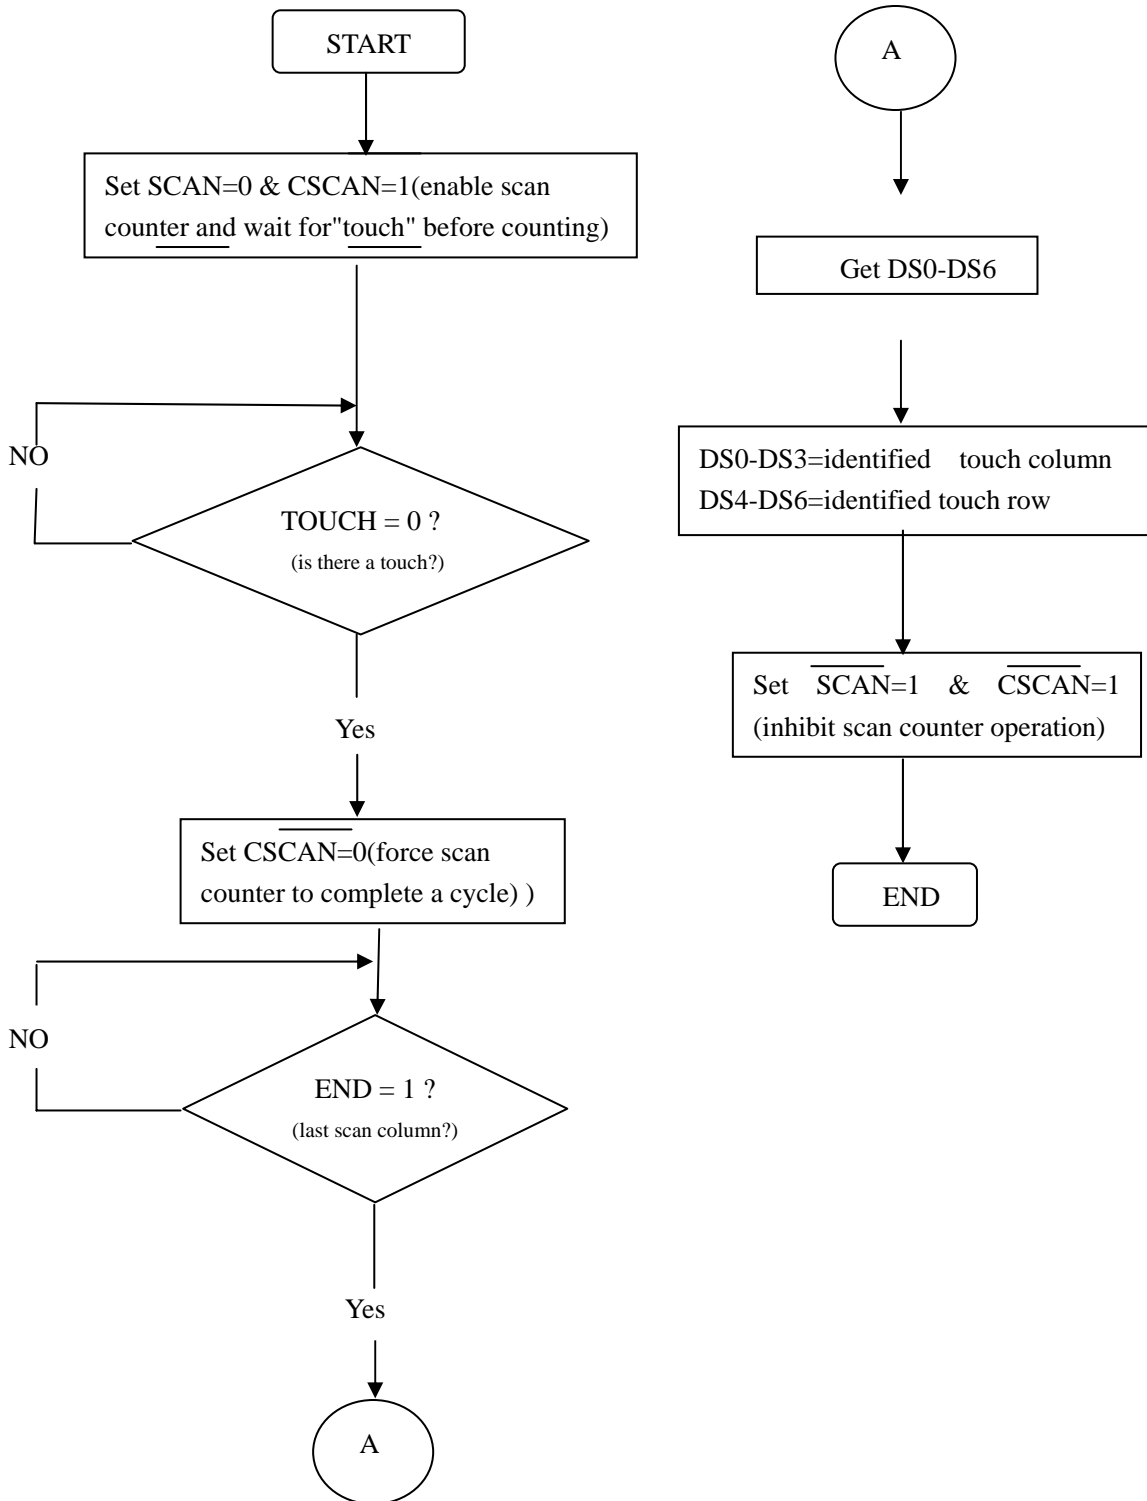 START
Set SCAN=0 & CSCAN=1(enable scan
counter and wait for"touch" before counting)
NO
TOUCH = 0 ?
(is there a touch?)
Yes
Set CSCAN=0(force scan
counter to complete a cycle) )
NO
END = 1 ?
(last scan column?)
Yes
A
A
Get DS0-DS6
DS0-DS3=identified touch column
DS4-DS6=identified touch row
Set SCAN=1 & CSCAN=1
(inhibit scan counter operation)
END